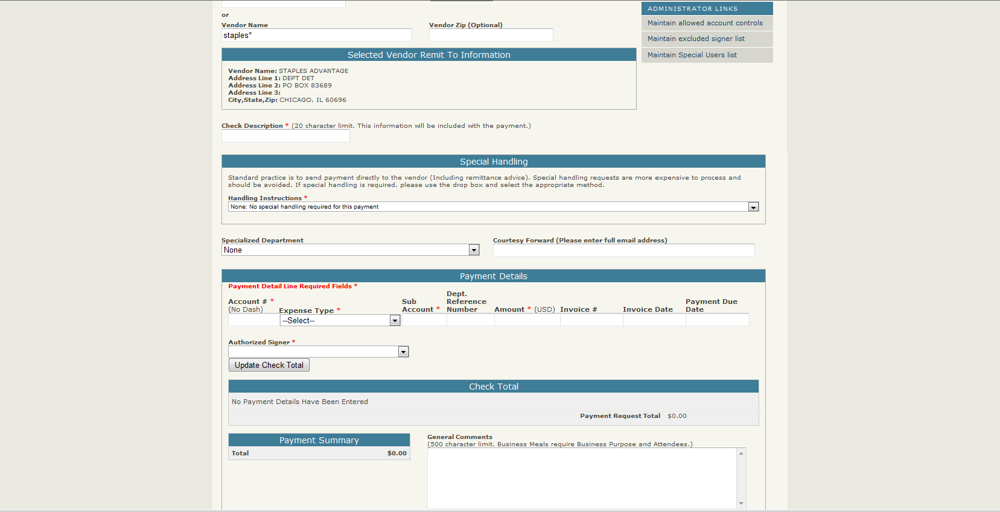 or
Vendor Name
Vendor Zip (Optional)
staples*
Selected Vendor Remit To Information
Vendor Name: STAPLES ADVANTAGE
Address Line 1: DEPT DET
Address Line 2: PO BOX 83689
Address Line 3:
City,State,Zip: CHICAGO, IL 60696
ADMINISTRATOR LINKS
Maintain allowed account controls
Maintain excluded signer list
Maintain Special Users list
Check Description * (20 character limit. This information will be included with the payment.)
Special Handling
Standard practice is to send payment directly to the vendor (Including remittance advice). Special handling requests are more expensive to process and
should be avoided. If special handling is required, please use the drop box and select the appropriate method.
Handling Instructions *
None: No special handling required for this payment
Specialized Department
None
Courtesy Forward (Please enter full email address)
Payment Details
Payment Detail Line Required Fields *
Account # *
(No Dash)
Expense Type *
--Select--
Sub
Account *
Dept.
Reference
Number
Amount * (USD)
Invoice #
Invoice Date
Payment Due
Date
Authorized Signer *
Update Check Total
Check Total
No Payment Details Have Been Entered
Payment Request Total $0.00
Payment Summary
Total $0.00
General Comments
(500 character limit. Business Meals require Business Purpose and Attendees.)